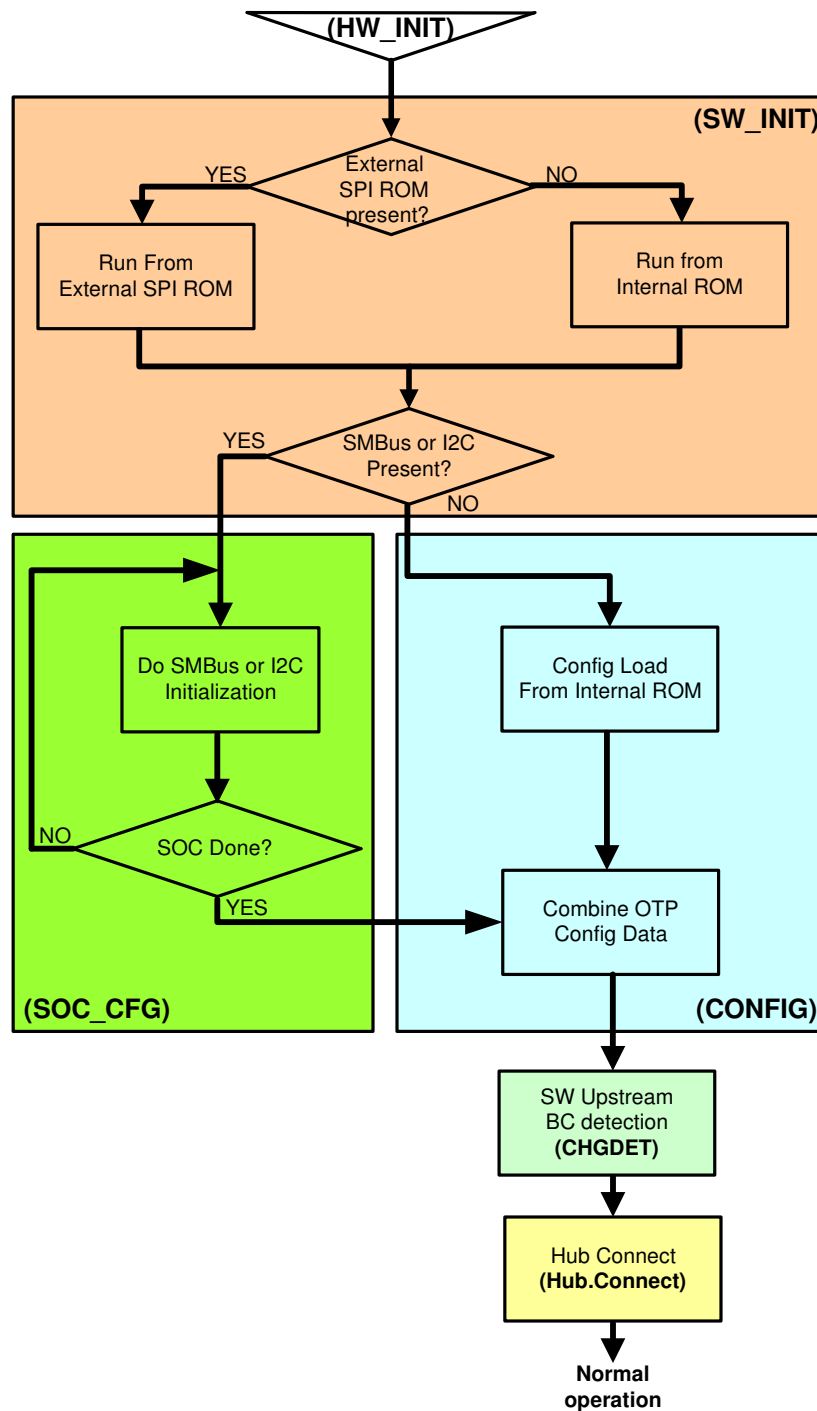 (HW_INIT)
(SW_INIT)
External
SPI ROM
present?
YES
NO
Run From
External SPI ROM
Run from
Internal ROM
YES
SMBus or I2C
Present?
NO
Do SMBus or I2C
Initialization
Config Load
From Internal ROM
NO
SOC Done?
YES
Combine OTP
Config Data
(SOC_CFG)
(CONFIG)
SW Upstream
BC detection
(CHGDET)
Hub Connect
(Hub.Connect)
Normal
operation